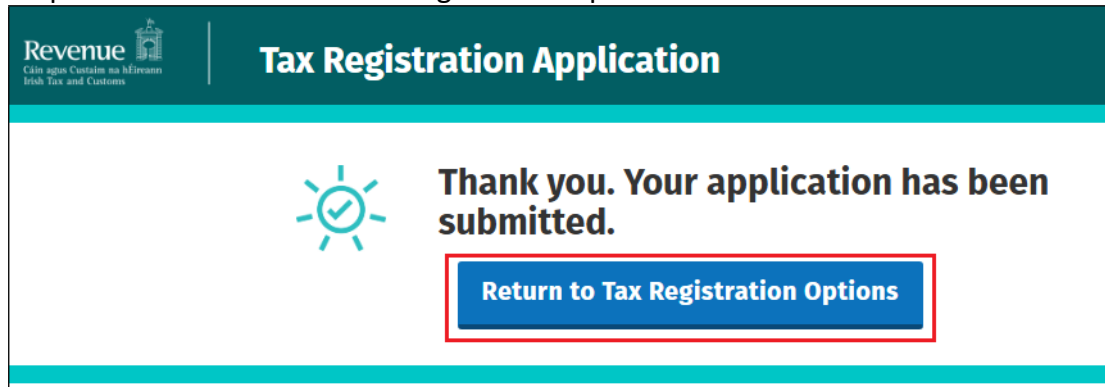 Revenue
Cáin agus Custaim na hÉireann
Irish Tax and Customs
Tax Registration Application
Thank you. Your application has been
submitted.
Return to Tax Registration Options